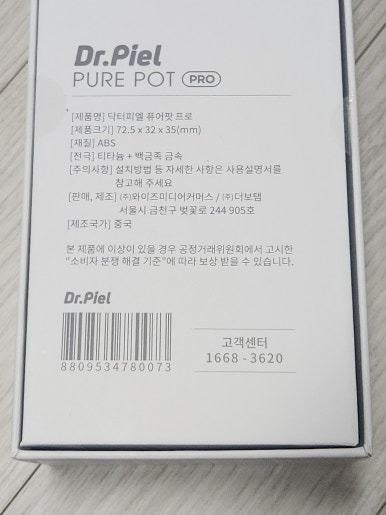 Dr.Piel
PURE POT PRO
[제품명] 닥터피엘 퓨어팟 프로
[제품크기] 72.5 x 32 x 35(mm)
[재질] ABS
[전극] 티타늄 + 백금족 금속
[주의사항] 설치방법 등 자세한 사항은 사용설명서를
참고해 주세요
[판매, 제조] ㈜와이즈미디어커머스 / ㈜더보탬
서울시 금천구 벚꽃로 244 905호
[제조국가] 중국
본 제품에 이상이 있을 경우 공정거래위원회에서 고시한
"소비자 분쟁 해결 기준"에 따라 보상 받을 수 있습니다.
Dr.Piel
8809534780073
고객센터
1668 - 3620